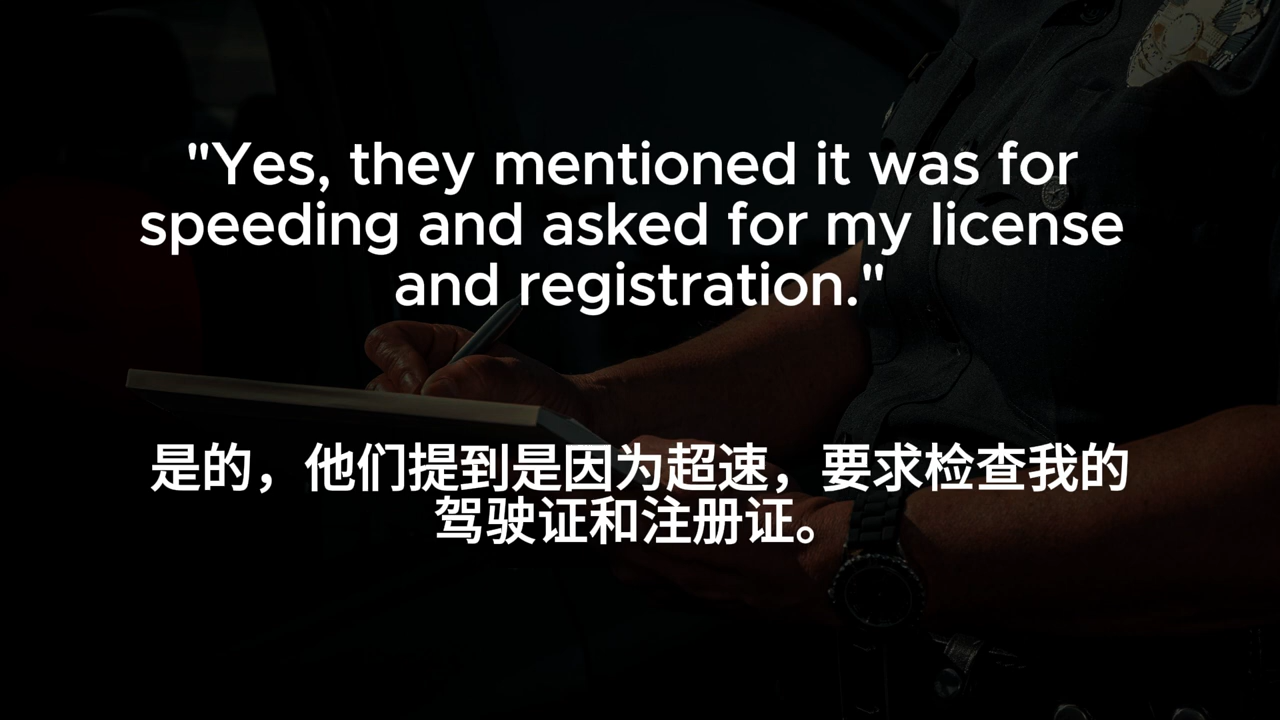 "Yes, they mentioned it was for
speeding and asked for my license
and registration."
是的，他们提到是因为超速，要求检查我的
驾驶证和注册证。